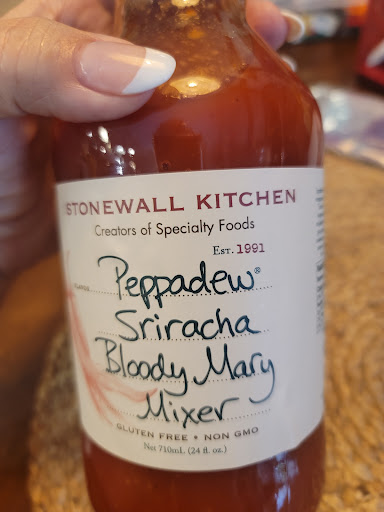 STONEWALL KITCHEN
Creators of Specialty Foods
EST. 1991
Peppadew®
Sriracha
Bloody Mary
Mixer
GLUTEN FREE • NON GMO
Net 710mL (24 fl. oz.)